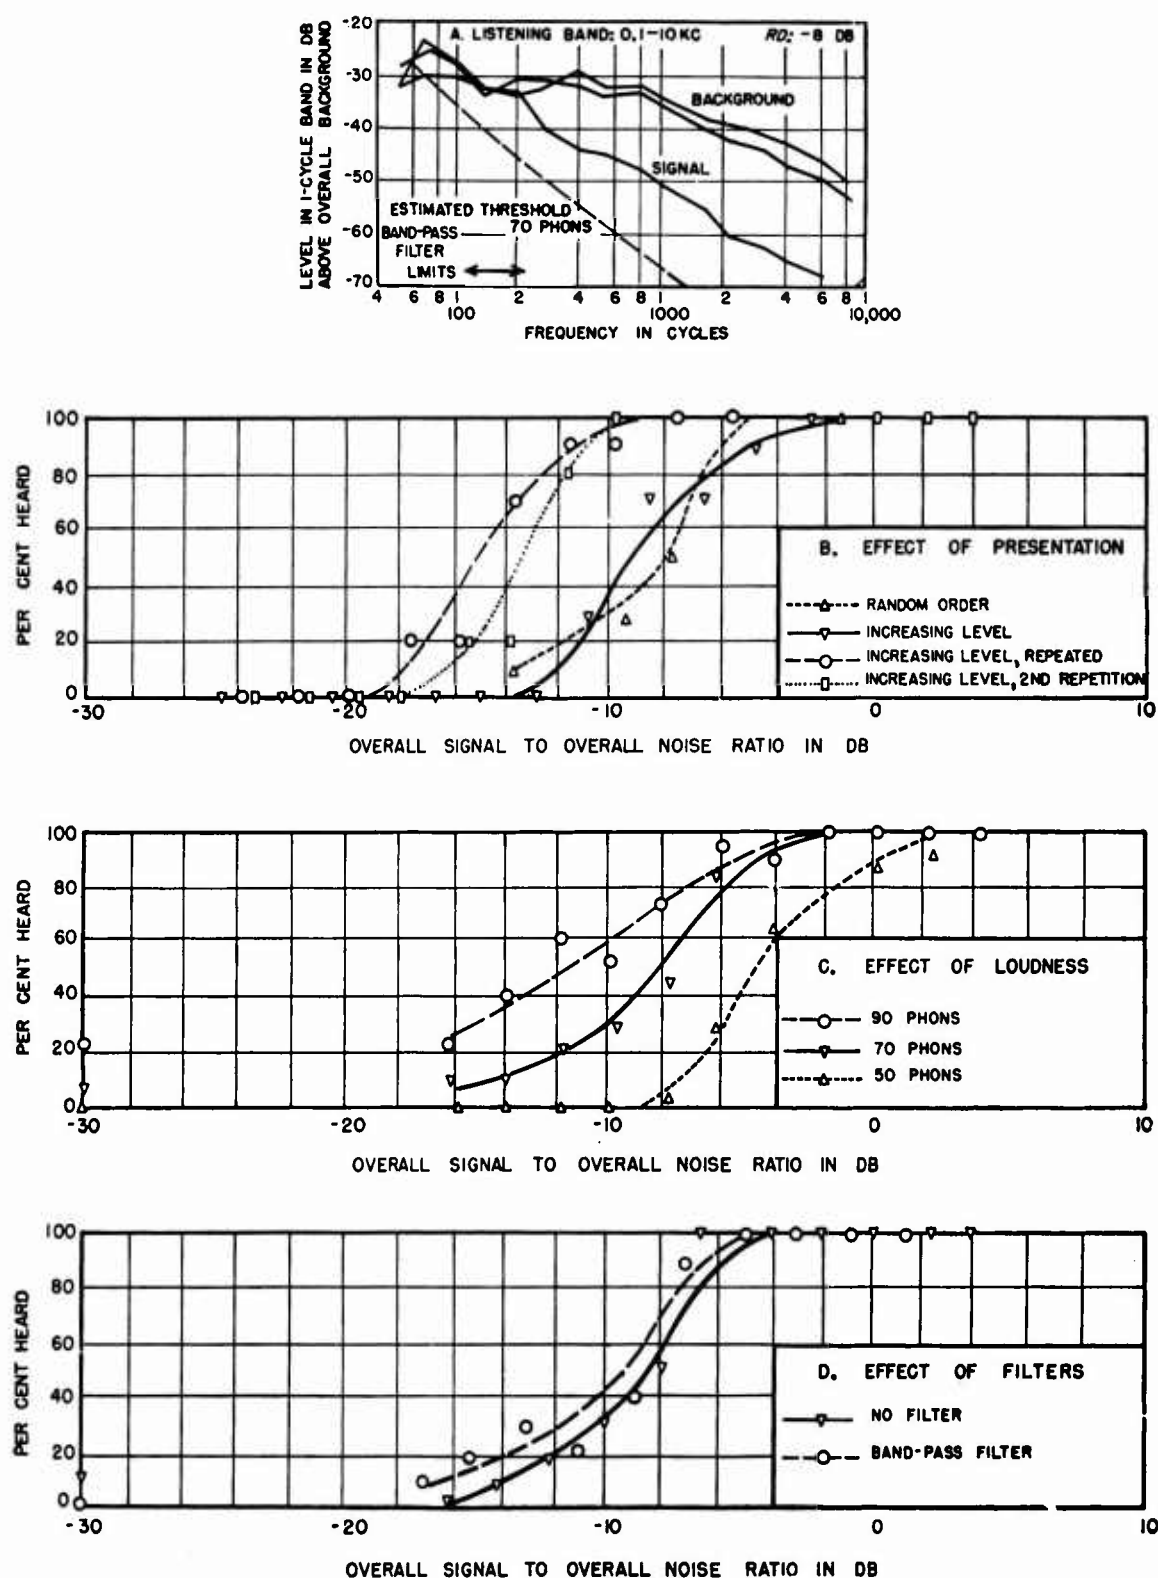 LEVEL IN 1-CYCLE BAND IN DB
ABOVE OVERALL BACKGROUND
-20
-30
-40
-50
-60
-70
A. LISTENING BAND: 0.1-10 KC RD: -8 DB
BACKGROUND
SIGNAL
ESTIMATED THRESHOLD
70 PHONS
BAND-PASS
FILTER
LIMITS
4 6 8 1 2 4 6 8 1 2 4 6 8 1
100 1000 10,000
FREQUENCY IN CYCLES
PER CENT HEARD
100
80
60
40
20
0
B. EFFECT OF PRESENTATION
RANDOM ORDER
INCREASING LEVEL
INCREASING LEVEL, REPEATED
INCREASING LEVEL, 2ND REPETITION
-30 -20 -10 0 10
OVERALL SIGNAL TO OVERALL NOISE RATIO IN DB
PER CENT HEARD
100
80
60
40
20
0
C. EFFECT OF LOUDNESS
90 PHONS
70 PHONS
50 PHONS
-30 -20 -10 0 10
OVERALL SIGNAL TO OVERALL NOISE RATIO IN DB
PER CENT HEARD
100
80
60
40
20
0
D. EFFECT OF FILTERS
NO FILTER
BAND-PASS FILTER
-30 -20 -10 0 10
OVERALL SIGNAL TO OVERALL NOISE RATIO IN DB